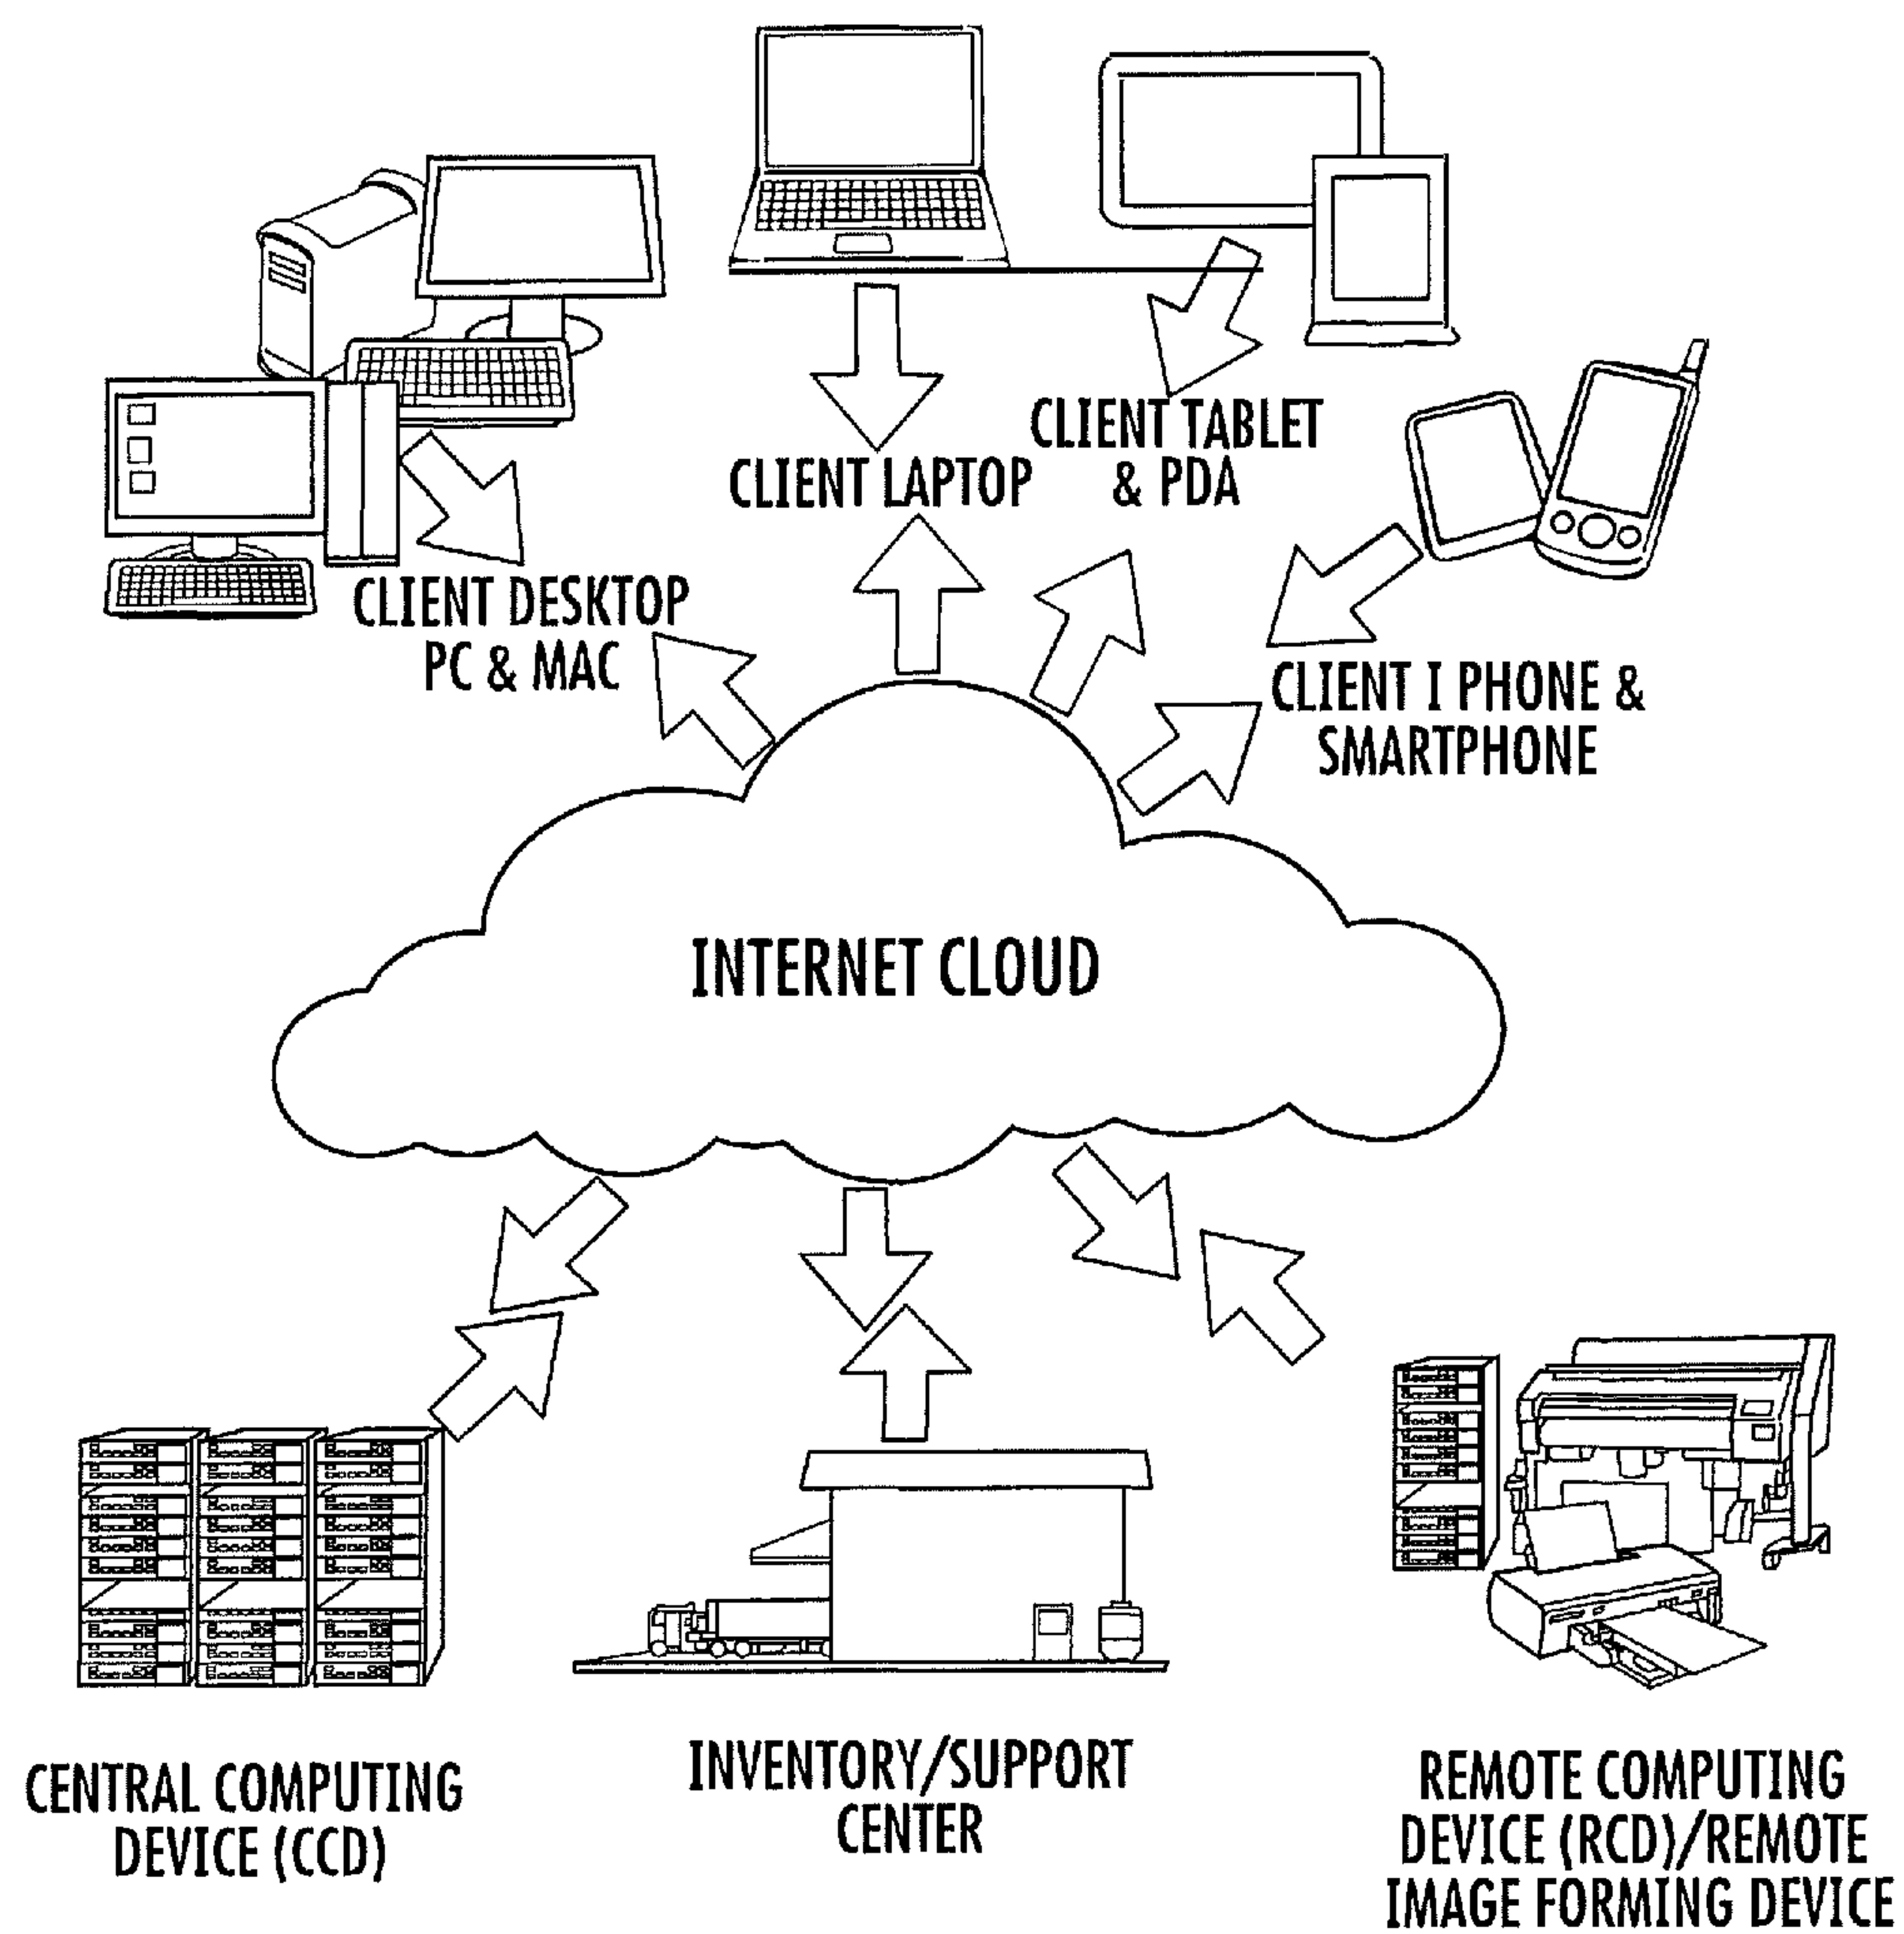 CLIENT TABLET
& PDA
CLIENT LAPTOP
CLIENT DESKTOP
PC & MAC
CLIENT I PHONE &
SMARTPHONE
INTERNET CLOUD
CENTRAL COMPUTING
DEVICE (CCD)
INVENTORY/SUPPORT
CENTER
REMOTE COMPUTING
DEVICE (RCD)/REMOTE
IMAGE FORMING DEVICE